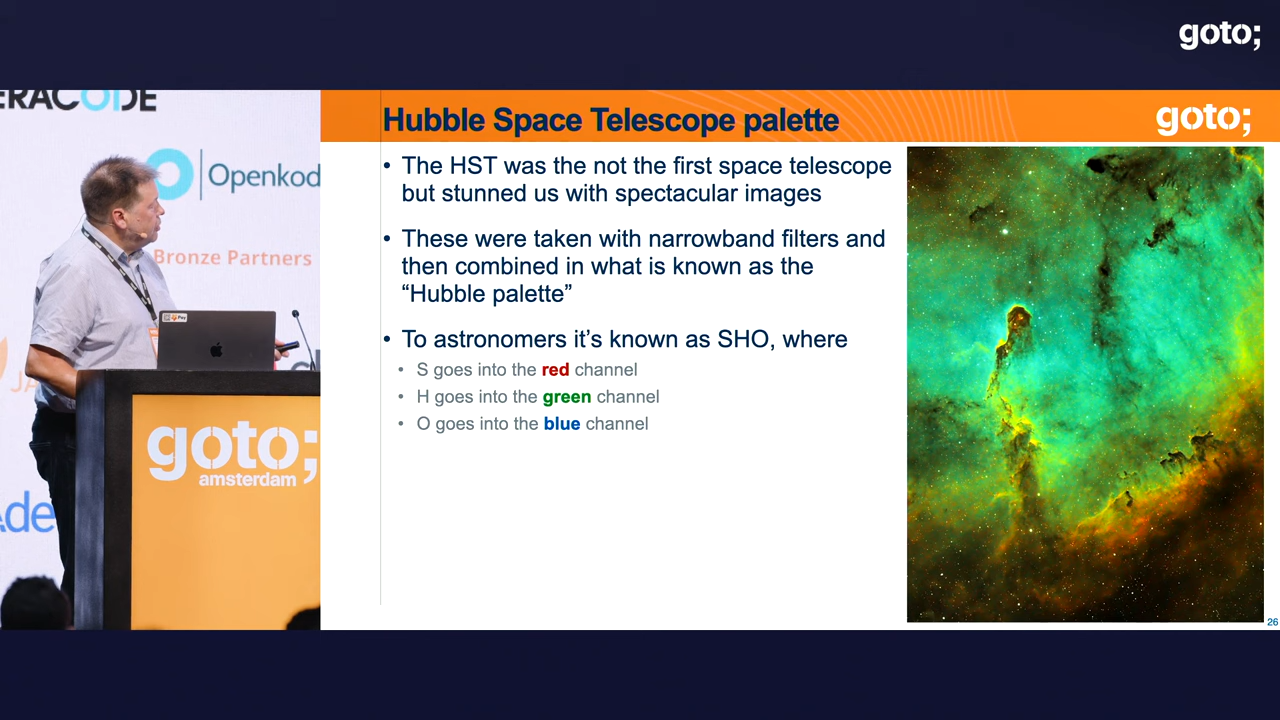 goto;
ERACODE
Openkod
Bronze Partners
JA
Ade
Pay
goto;
amsterdam
Hubble Space Telescope palette
goto;
• The HST was the not the first space telescope
but stunned us with spectacular images
• These were taken with narrowband filters and
then combined in what is known as the
“Hubble palette”
• To astronomers it’s known as SHO, where
• S goes into the red channel
• H goes into the green channel
• O goes into the blue channel
26